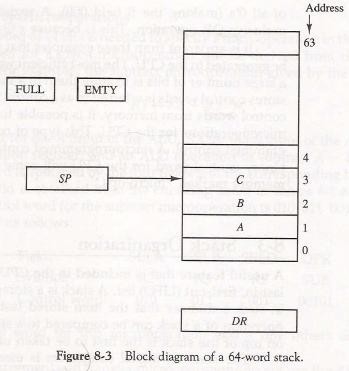 Address
63
FULL EMTY
4
SP C 3
B 2
A 1
0
DR
Figure 8-3 Block diagram of a 64-word stack.